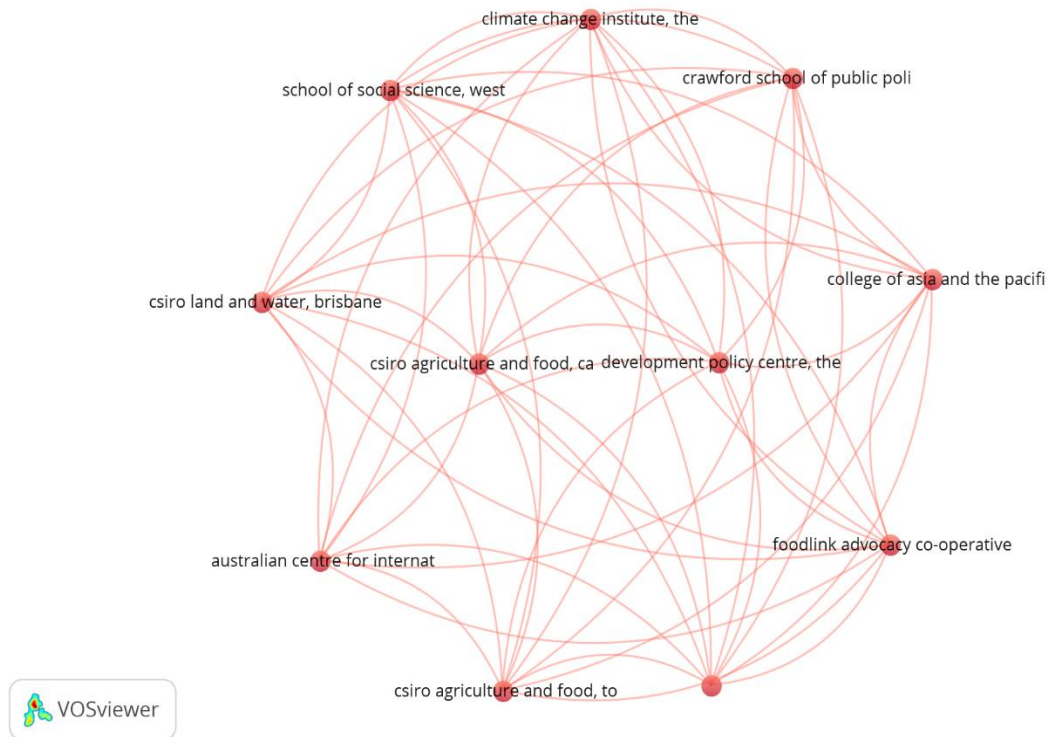 climate change institute, the
crawford school of public poli
school of social science, west
college of asia and the pacifi
csiro land and water, brisbane
csiro agriculture and food, ca
development policy centre, the
foodlink advocacy co-operative
australian centre for internat
csiro agriculture and food, to
VOSviewer